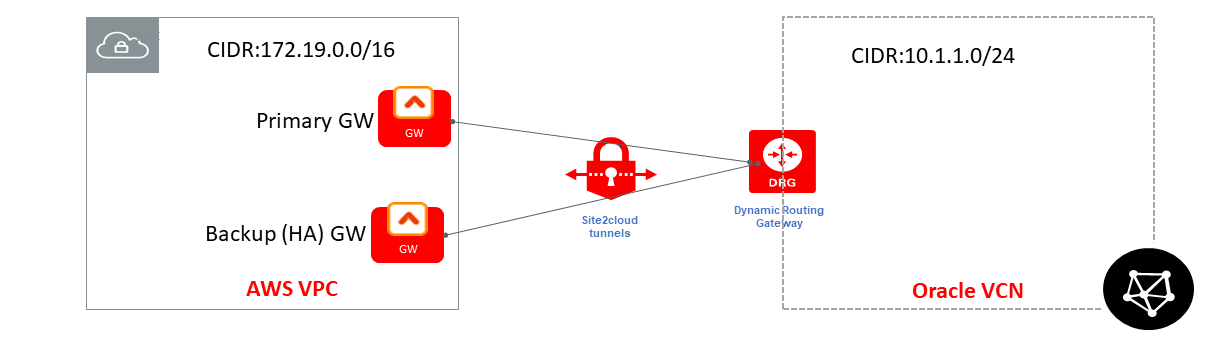 CIDR:172.19.0.0/16
CIDR:10.1.1.0/24
Primary GW
GW
DRG
Site2cloud
tunnels
Dynamic Routing
Gateway
Backup (HA) GW
GW
AWS VPC
Oracle VCN